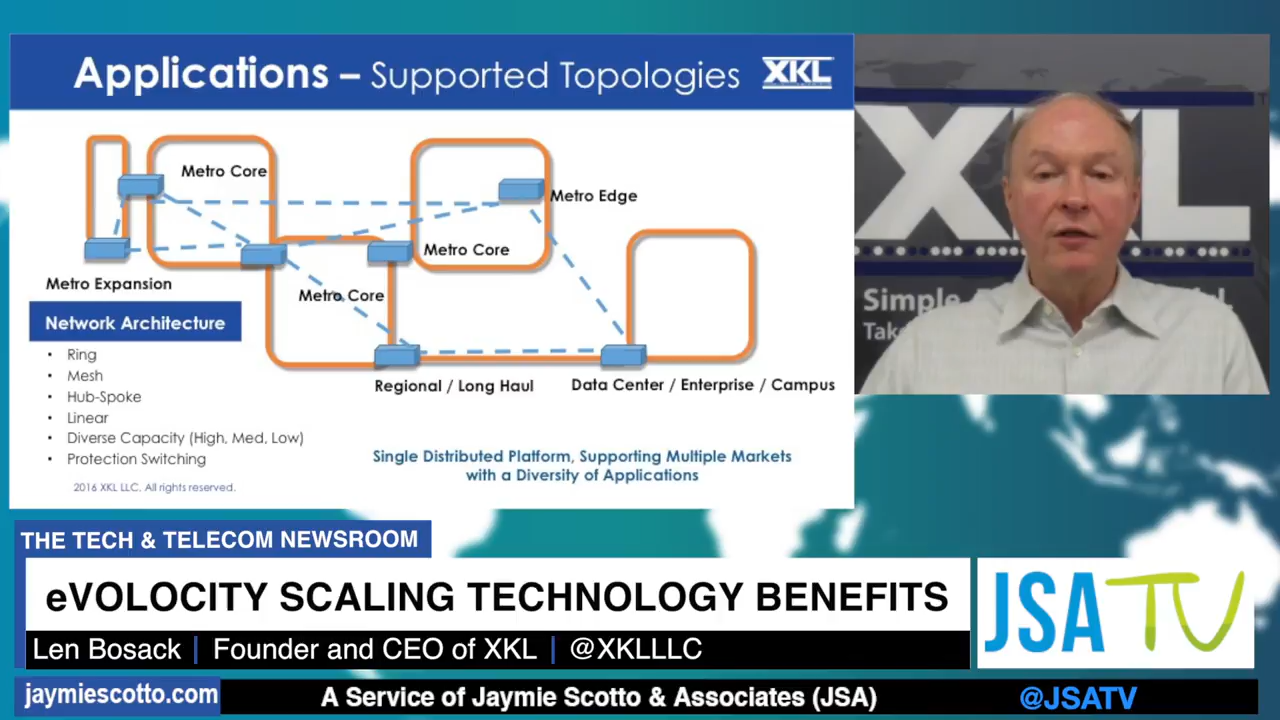 Applications – Supported Topologies XKL
Metro Core
Metro Edge
Metro Core
Metro Expansion
Metro Core
Network Architecture
• Ring
• Mesh
• Hub-Spoke
• Linear
• Diverse Capacity (High, Med, Low)
• Protection Switching
Regional / Long Haul
Data Center / Enterprise / Campus
Single Distributed Platform, Supporting Multiple Markets
with a Diversity of Applications
2016 XKL LLC. All rights reserved.
XKL
Simple
THE TECH & TELECOM NEWSROOM
eVOLOCITY SCALING TECHNOLOGY BENEFITS
Len Bosack | Founder and CEO of XKL | @XKLLLC
JSA TV
jaymiescotto.com
A Service of Jaymie Scotto & Associates (JSA)
@JSATV